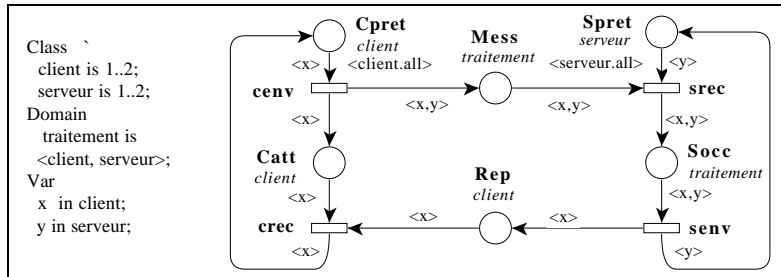 Class `
client is 1..2;
serveur is 1..2;
Domain
traitement is
<client, serveur>;
Var
x in client;
y in serveur;
Cpret
client
<client.all>
<x>
cenv
<x>
<x,y>
Mess
traitement
<x,y>
Spret
serveur
<serveur.all>
<y>
srec
<x,y>
Catt
client
<x>
crec
<x>
<x>
Rep
client
<x>
Socc
traitement
<x,y>
senv
<y>